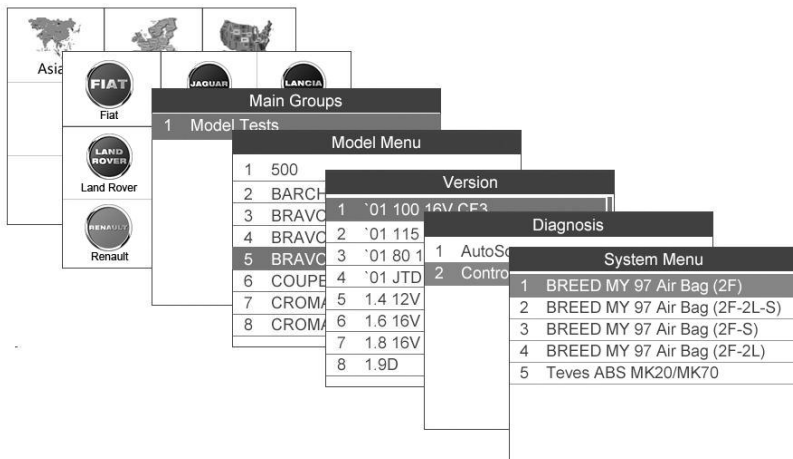 Asia
FIAT
Fiat
JAGUAR
LANCIA
LAND
ROVER
Land Rover
RENAULT
Renault
Main Groups
1 Model Tests
Model Menu
1 500
2 BARCH
3 BRAVO
4 BRAVO
5 BRAVO
6 COUPE
7 CROMA
8 CROMA
Version
1 `01 100 16V CF3
2 `01 115
3 `01 80 1
4 `01 JTD
5 1.4 12V
6 1.6 16V
7 1.8 16V
8 1.9D
Diagnosis
1 AutoSc
2 Contro
System Menu
1 BREED MY 97 Air Bag (2F)
2 BREED MY 97 Air Bag (2F-2L-S)
3 BREED MY 97 Air Bag (2F-S)
4 BREED MY 97 Air Bag (2F-2L)
5 Teves ABS MK20/MK70